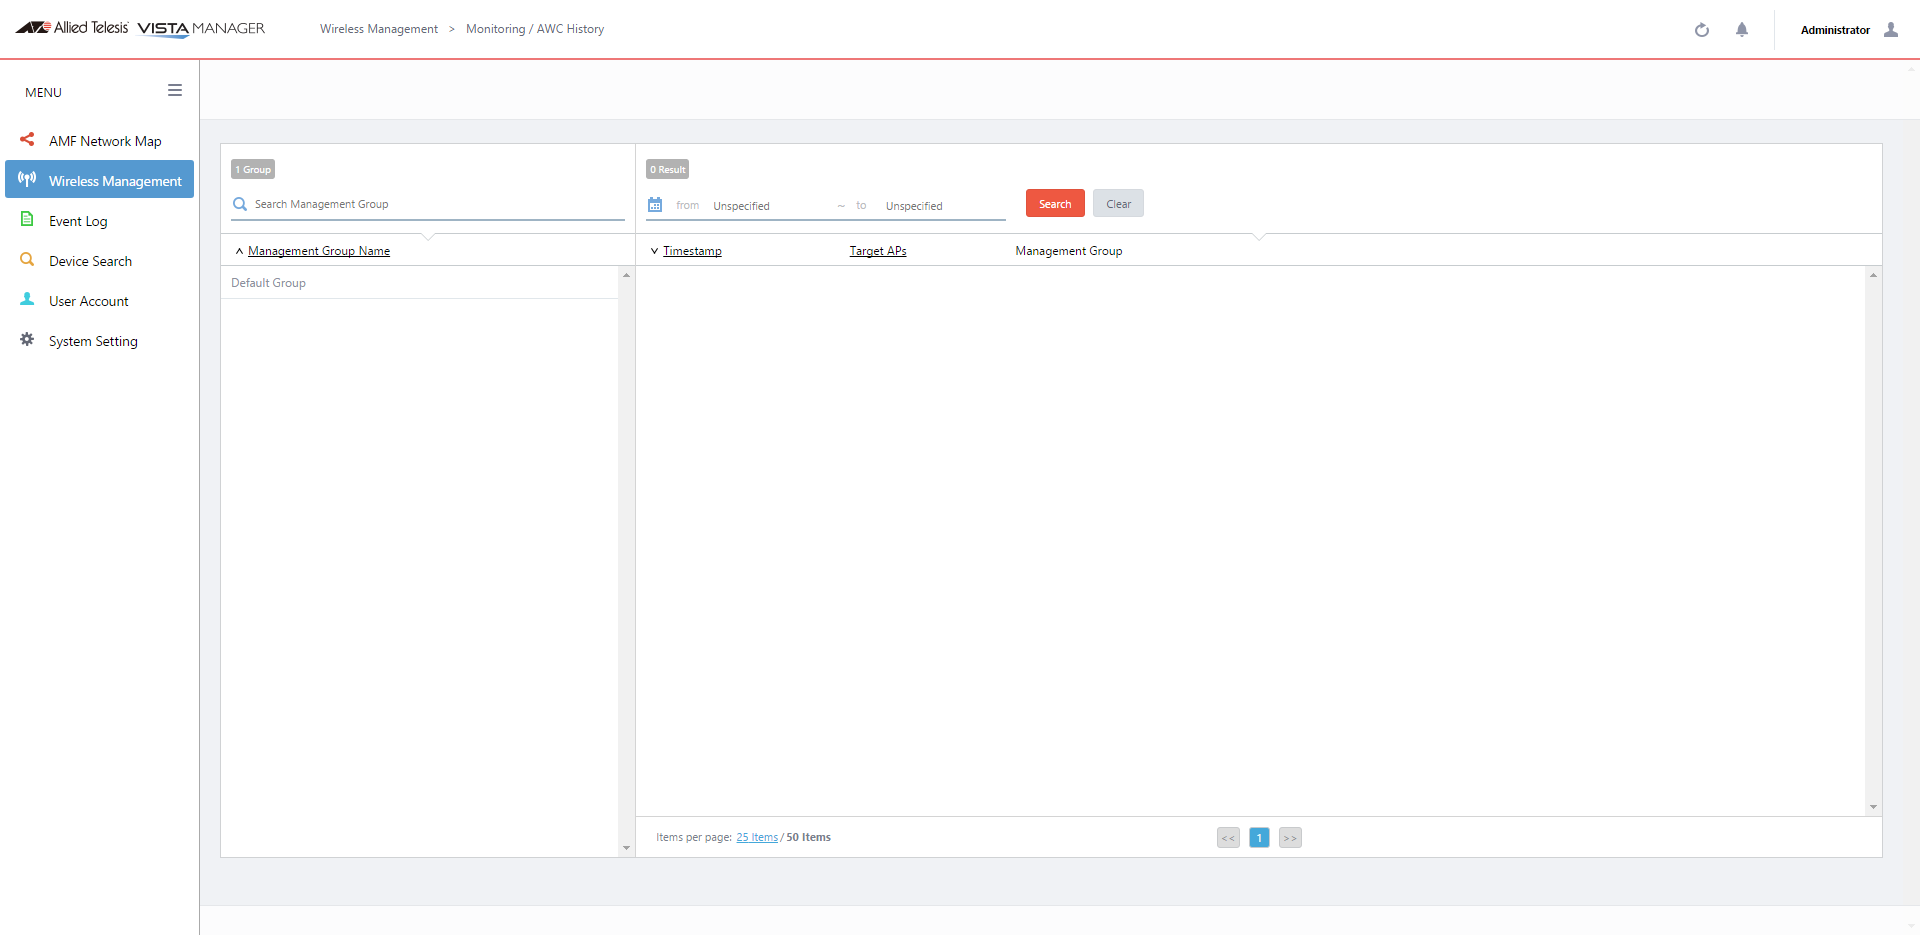 Allied Telesis VISTA MANAGER
Wireless Management > Monitoring / AWC History
Administrator
MENU
AMF Network Map
Wireless Management
Event Log
Device Search
User Account
System Setting
1 Group
Search Management Group
Management Group Name
Default Group
0 Result
from Unspecified ~ to Unspecified
Search Clear
Timestamp Target APs Management Group
Items per page: 25 Items / 50 Items
<< 1 >>